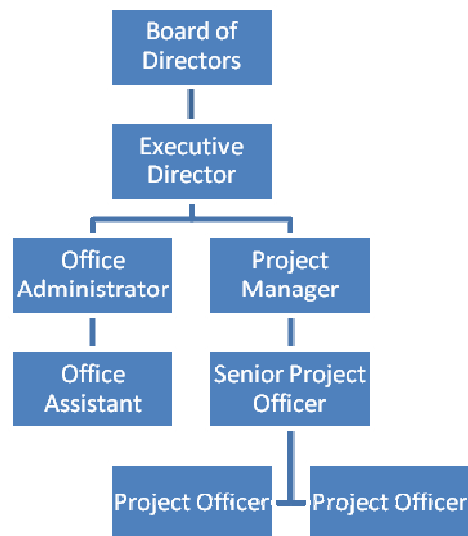 Board of
Directors
Executive
Director
Office
Administrator
Project
Manager
Office
Assistant
Senior Project
Officer
Project Officer
Project Officer